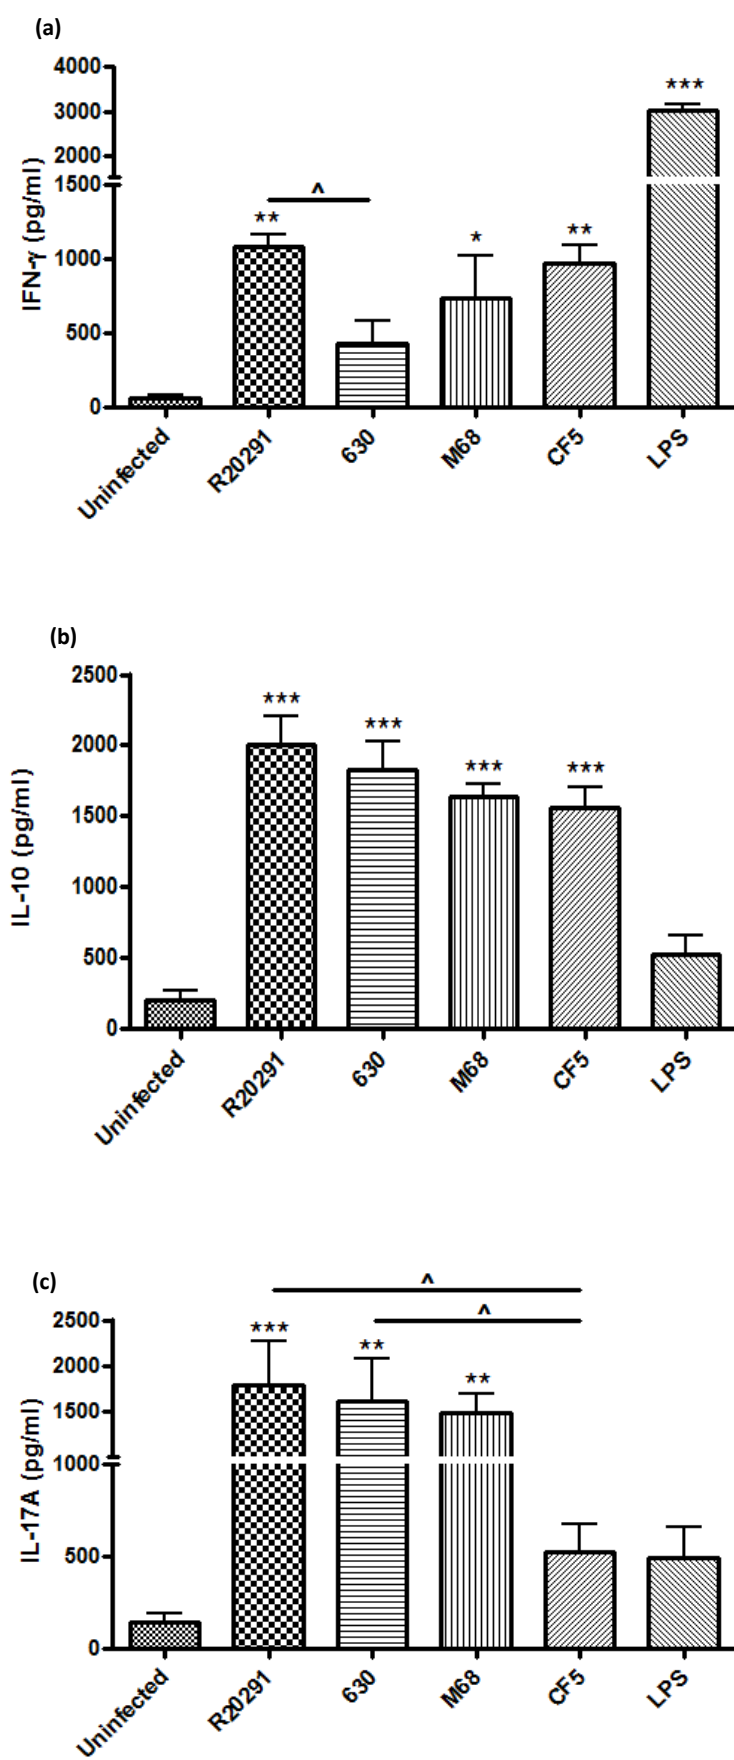 (a)
IFN-γ (pg/ml)
4000
3000
2000
1500
1000
500
0
^
**
*
**
***
Uninfected
R20291
630
M68
CF5
LPS
(b)
IL-10 (pg/ml)
2500
2000
1500
1000
500
0
***
***
***
***
Uninfected
R20291
630
M68
CF5
LPS
(c)
IL-17A (pg/ml)
2500
2000
1500
1000
500
0
^
^
***
**
**
Uninfected
R20291
630
M68
CF5
LPS